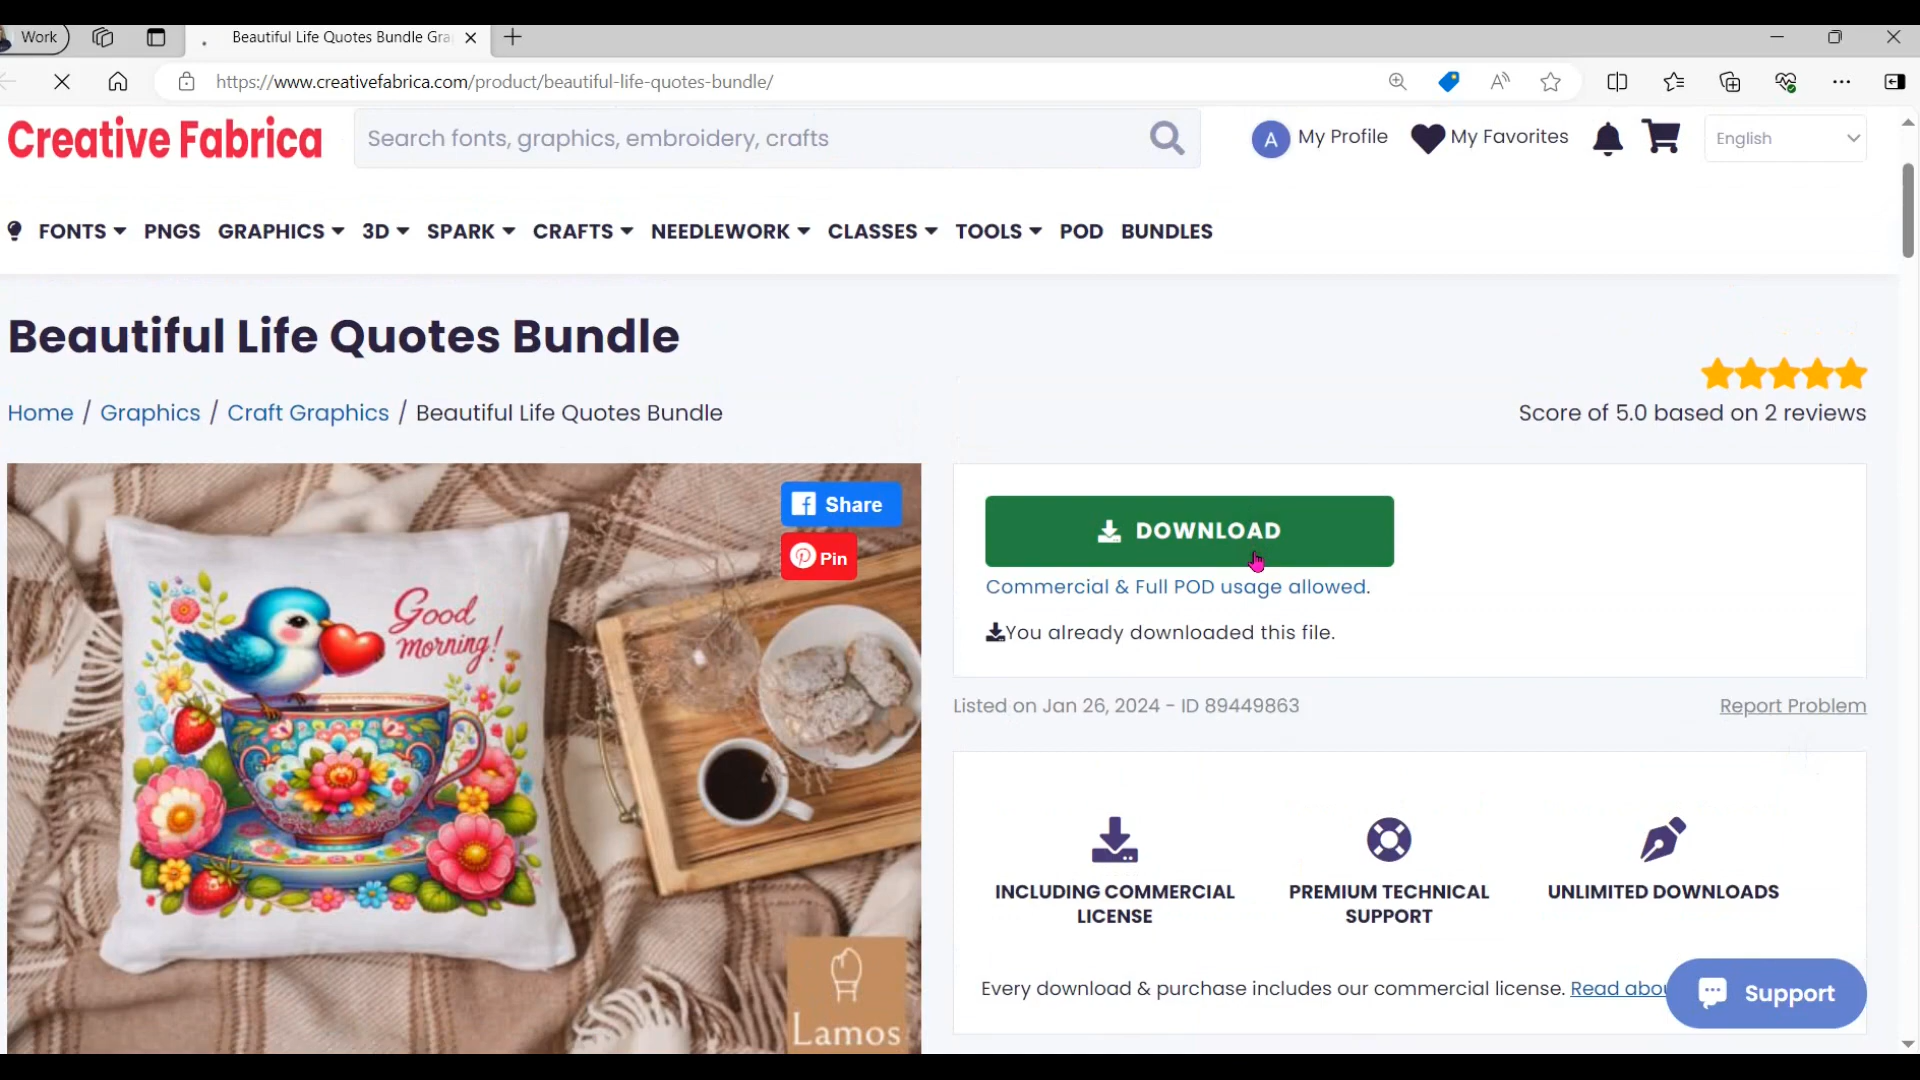 Work
Beautiful Life Quotes Bundle Gra
https://www.creativefabrica.com/product/beautiful-life-quotes-bundle/
Creative Fabrica
Search fonts, graphics, embroidery, crafts
A
My Profile
My Favorites
English
FONTS PNGS GRAPHICS 3D SPARK CRAFTS NEEDLEWORK CLASSES TOOLS POD BUNDLES
Beautiful Life Quotes Bundle
Home / Graphics / Craft Graphics / Beautiful Life Quotes Bundle
Score of 5.0 based on 2 reviews
Share
Pin
Good
morning!
Lamos
DOWNLOAD
Commercial & Full POD usage allowed.
You already downloaded this file.
Listed on Jan 26, 2024 - ID 89449863
Report Problem
INCLUDING COMMERCIAL
LICENSE
PREMIUM TECHNICAL
SUPPORT
UNLIMITED DOWNLOADS
Every download & purchase includes our commercial license. Read abou
Support